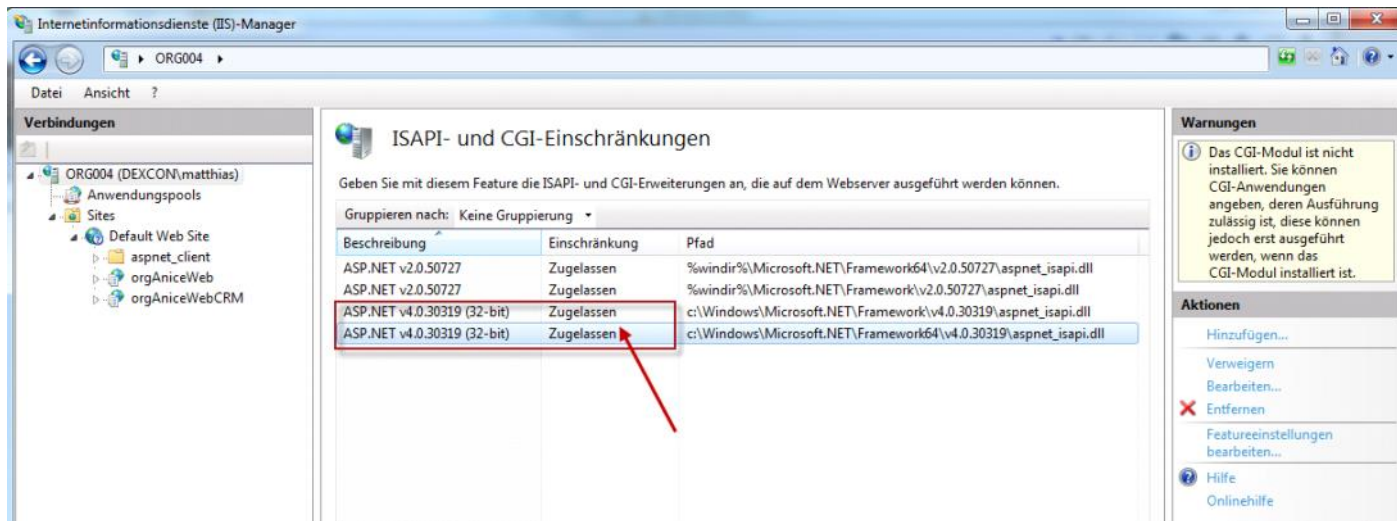 Internetinformationsdienste (IIS)-Manager
ORG004
Datei Ansicht ?
Verbindungen
ORG004 (DEXCON\matthias)
Anwendungspools
Sites
Default Web Site
aspnet_client
orgAniceWeb
orgAniceWebCRM
ISAPI- und CGI-Einschränkungen
Geben Sie mit diesem Feature die ISAPI- und CGI-Erweiterungen an, die auf dem Webserver ausgeführt werden können.
Gruppieren nach: Keine Gruppierung
Beschreibung Einschränkung Pfad
ASP.NET v2.0.50727 Zugelassen %windir%\Microsoft.NET\Framework64\v2.0.50727\aspnet_isapi.dll
ASP.NET v2.0.50727 Zugelassen %windir%\Microsoft.NET\Framework\v2.0.50727\aspnet_isapi.dll
ASP.NET v4.0.30319 (32-bit) Zugelassen c:\Windows\Microsoft.NET\Framework\v4.0.30319\aspnet_isapi.dll
ASP.NET v4.0.30319 (32-bit) Zugelassen c:\Windows\Microsoft.NET\Framework64\v4.0.30319\aspnet_isapi.dll
Warnungen
Das CGI-Modul ist nicht
installiert. Sie können
CGI-Anwendungen
angeben, deren Ausführung
zulässig ist, diese können
jedoch erst ausgeführt
werden, wenn das
CGI-Modul installiert ist.
Aktionen
Hinzufügen...
Verweigern
Bearbeiten...
Entfernen
Featureeinstellungen
bearbeiten...
Hilfe
Onlinehilfe